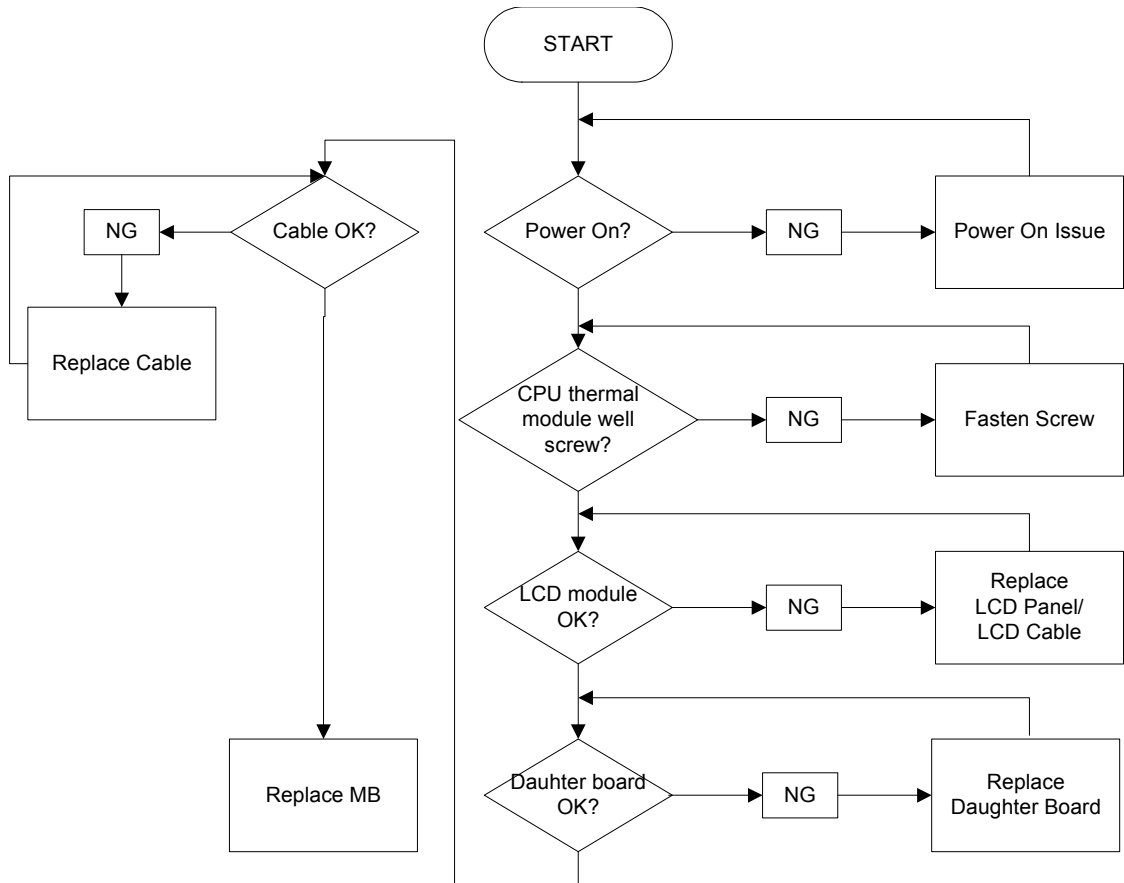 START
Power On?
NG
Power On Issue
CPU thermal
module well
screw?
NG
Fasten Screw
LCD module
OK?
NG
Replace
LCD Panel/
LCD Cable
Dauhter board
OK?
NG
Replace
Daughter Board
Cable OK?
NG
Replace Cable
Replace MB